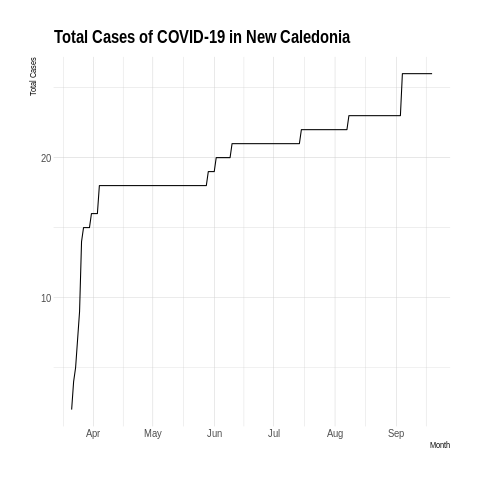 Total Cases of COVID-19 in New Caledonia
Total Cases
20
10
Apr May Jun Jul Aug Sep
Month